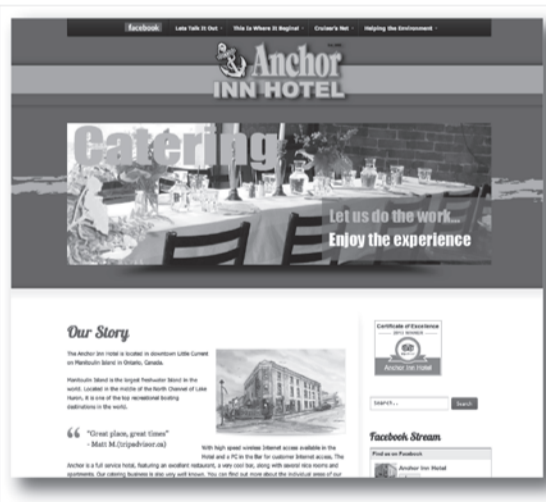 facebook Lets Talk It Out This Is Where It Begins! Cruiser's Net Helping the Environment
Anchor
INN HOTEL
Catering
Let us do the work...
Enjoy the experience
Our Story
The Anchor Inn Hotel is located in downtown Little Current
on Manitoulin Island in Ontario, Canada.
Manitoulin Island is the largest freshwater island in the
world. Located in the middle of the North Channel of Lake
Huron, it is one of the top recreational boating
destinations in the world.
“Great place, great times”
- Matt M.(tripadvisor.ca)
With high speed wireless internet access available in the
Hotel and a PC in the Bar for customer internet access, The
Anchor is a full service hotel, featuring an excellent restaurant, a very cool bar, along with several nice rooms and
apartments. Our catering business is also very well known. You can find out more about the individual areas of our
Certificate of Excellence
2013 WINNER
Anchor Inn Hotel
Search..
Search
Facebook Stream
Find us on Facebook
Anchor Inn Hotel